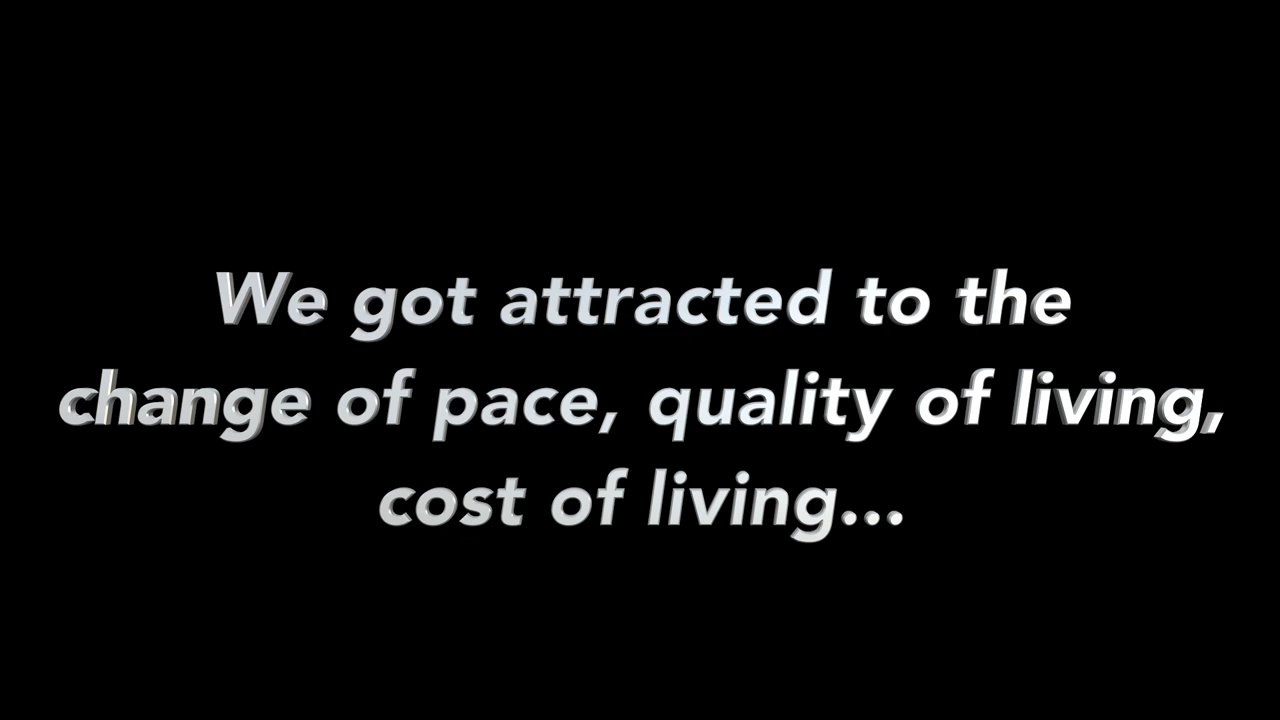 We got attracted to the
change of pace, quality of living,
cost of living...